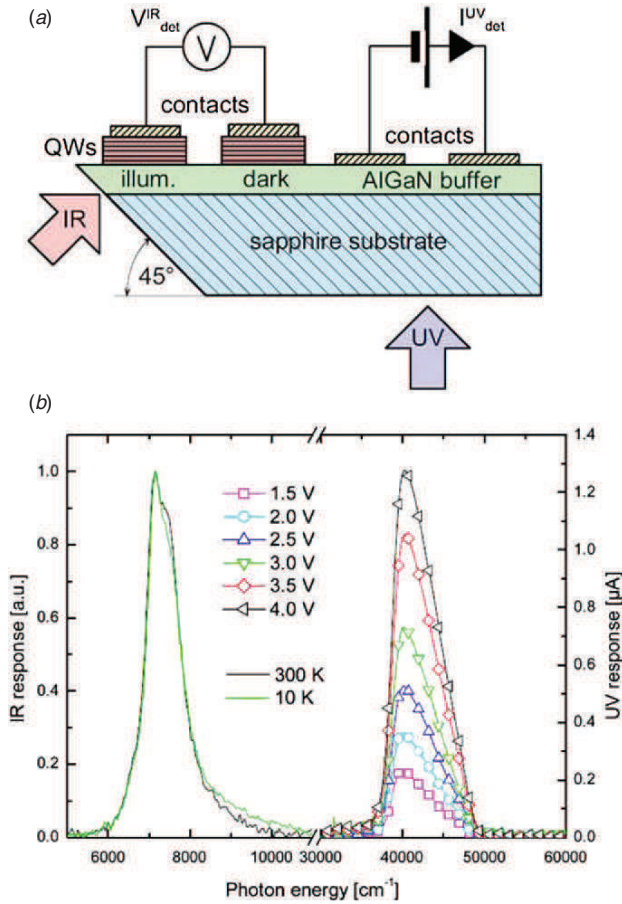 (a)
V^IR_det
I^UV_det
V
contacts
contacts
QWs
illum.
dark
AlGaN buffer
IR
sapphire substrate
45°
UV
(b)
1.0
0.8
0.6
0.4
0.2
0.0
IR response [a.u.]
1.5 V
2.0 V
2.5 V
3.0 V
3.5 V
4.0 V
300 K
10 K
1.4
1.2
1.0
0.8
0.6
0.4
0.2
0.0
UV response [µA]
6000 8000 10000 30000 40000 50000 60000
Photon energy [cm⁻¹]